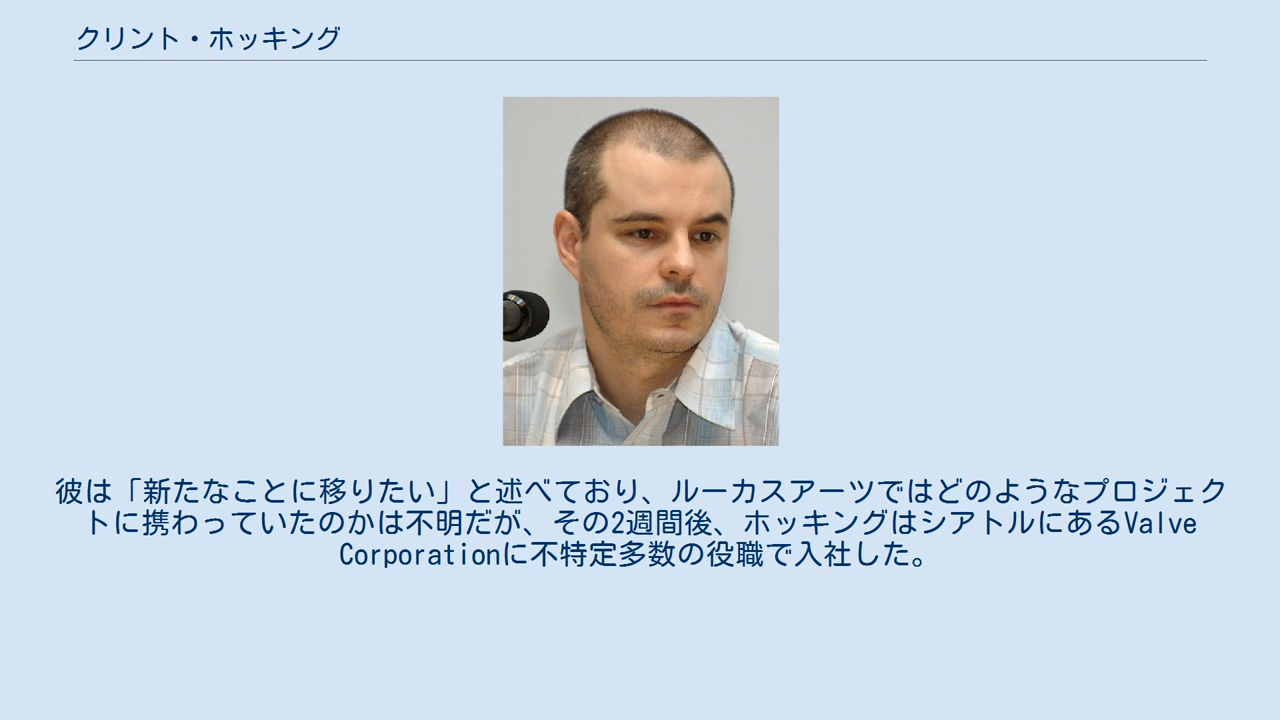 クリント・ホッキング
彼は「新たなことに移りたい」と述べており、ルーカスアーツではどのようなプロジェク
トに携わっていたのかは不明だが、その2週間後、ホッキングはシアトルにあるValve
Corporationに不特定多数の役職で入社した。